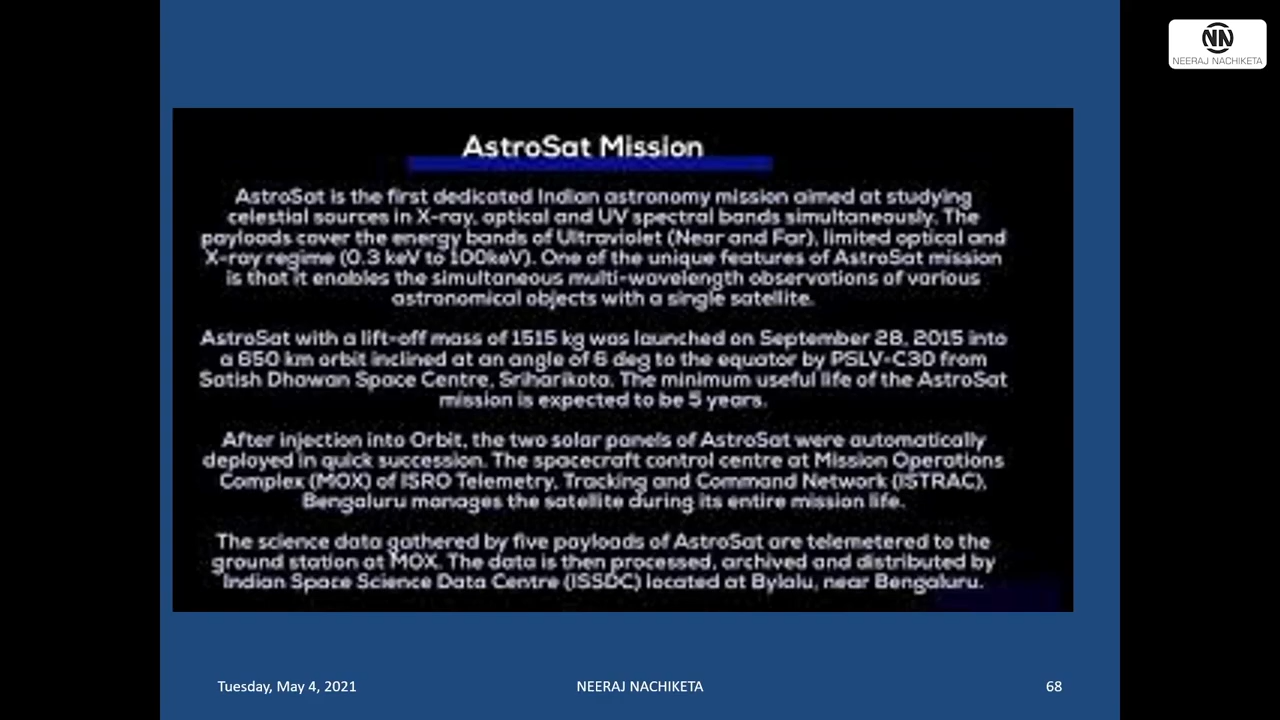 NN
NEERAJ NACHIKETA
AstroSat Mission
AstroSat is the first dedicated Indian astronomy mission aimed at studying
celestial sources in X-ray, optical and UV spectral bands simultaneously. The
payloads cover the energy bands of Ultraviolet (Near and Far), limited optical and
X-ray regime (0.3 keV to 100keV). One of the unique features of AstroSat mission
is that it enables the simultaneous multi-wavelength observations of various
astronomical objects with a single satellite.
AstroSat with a lift-off mass of 1515 kg was launched on September 28, 2015 into
a 650 km orbit inclined at an angle of 6 deg to the equator by PSLV-C30 from
Satish Dhawan Space Centre, Sriharikota. The minimum useful life of the AstroSat
mission is expected to be 5 years.
After injection into Orbit, the two solar panels of AstroSat were automatically
deployed in quick succession. The spacecraft control centre at Mission Operations
Complex (MOX) of ISRO Telemetry, Tracking and Command Network (ISTRAC),
Bengaluru manages the satellite during its entire mission life.
The science data gathered by five payloads of AstroSat are telemetered to the
ground station at MOX. The data is then processed, archived and distributed by
Indian Space Science Data Centre (ISSDC) located at Bylalu, near Bengaluru.
Tuesday, May 4, 2021
NEERAJ NACHIKETA
68